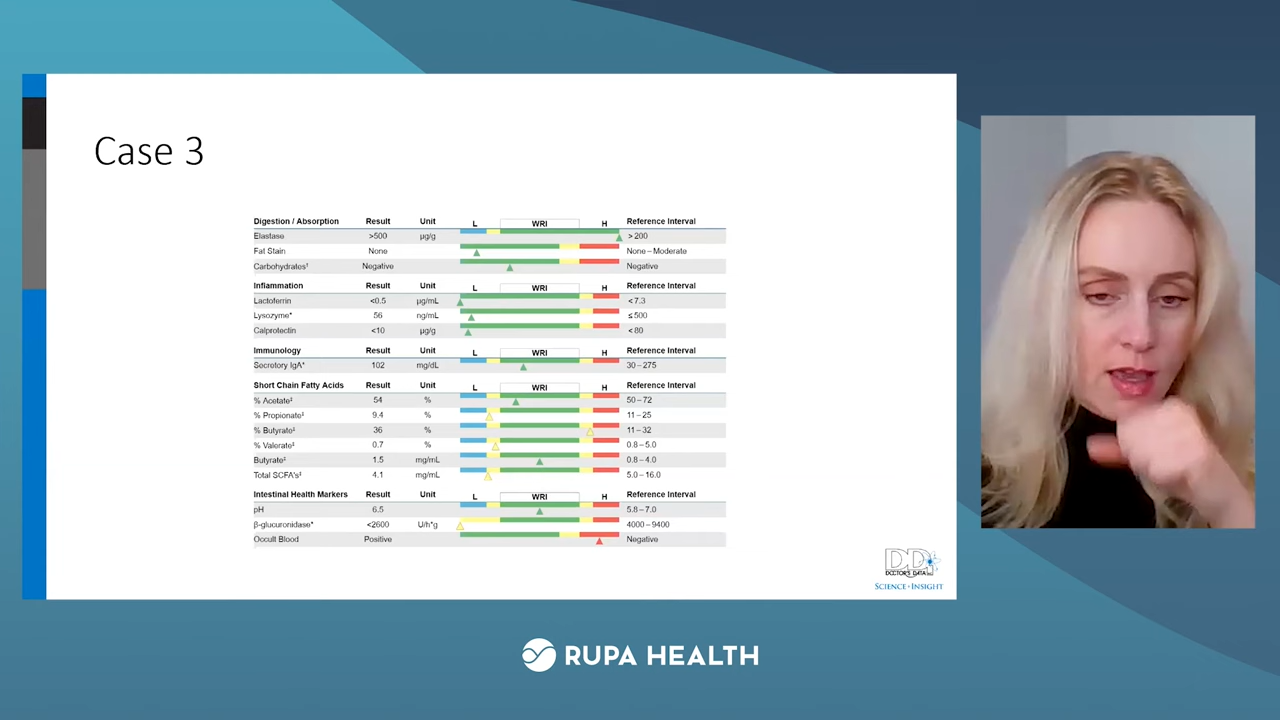 Case 3
Digestion / Absorption Result Unit L WRI H Reference Interval
Elastase >500 µg/g > 200
Fat Stain None None – Moderate
Carbohydrates† Negative Negative
Inflammation Result Unit L WRI H Reference Interval
Lactoferrin <0.5 µg/mL < 7.3
Lysozyme* 56 ng/mL ≤ 500
Calprotectin <10 µg/g < 80
Immunology Result Unit L WRI H Reference Interval
Secretory IgA* 102 mg/dL 30 – 275
Short Chain Fatty Acids Result Unit L WRI H Reference Interval
% Acetate‡ 54 % 50 – 72
% Propionate‡ 9.4 % 11 – 25
% Butyrate‡ 36 % 11 – 32
% Valerate‡ 0.7 % 0.8 – 5.0
Butyrate‡ 1.5 mg/mL 0.8 – 4.0
Total SCFA's‡ 4.1 mg/mL 5.0 – 16.0
Intestinal Health Markers Result Unit L WRI H Reference Interval
pH 6.5 5.8 – 7.0
β-glucuronidase* <2600 U/h*g 4000 – 9400
Occult Blood Positive Negative
DDI
DOCTOR'S DATA INC.
SCIENCE + INSIGHT
RUPA HEALTH